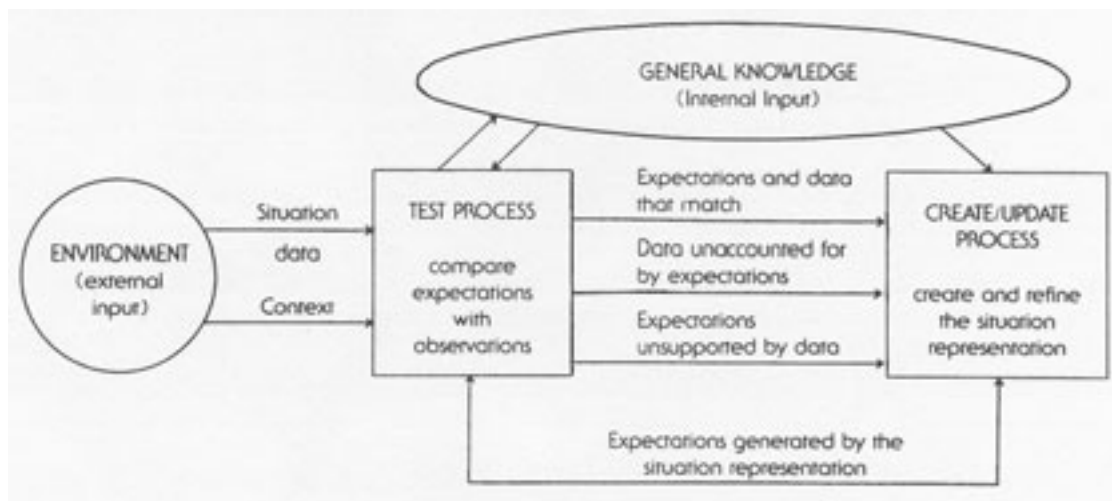 GENERAL KNOWLEDGE
(Internal Input)
ENVIRONMENT
(external
input)
Situation
data
Context
TEST PROCESS
compare
expectations
with
observations
Expectations and data
that match
Data unaccounted for
by expectations
Expectations
unsupported by data
CREATE/UPDATE
PROCESS
create and refine
the situation
representation
Expectations generated by the
situation representation